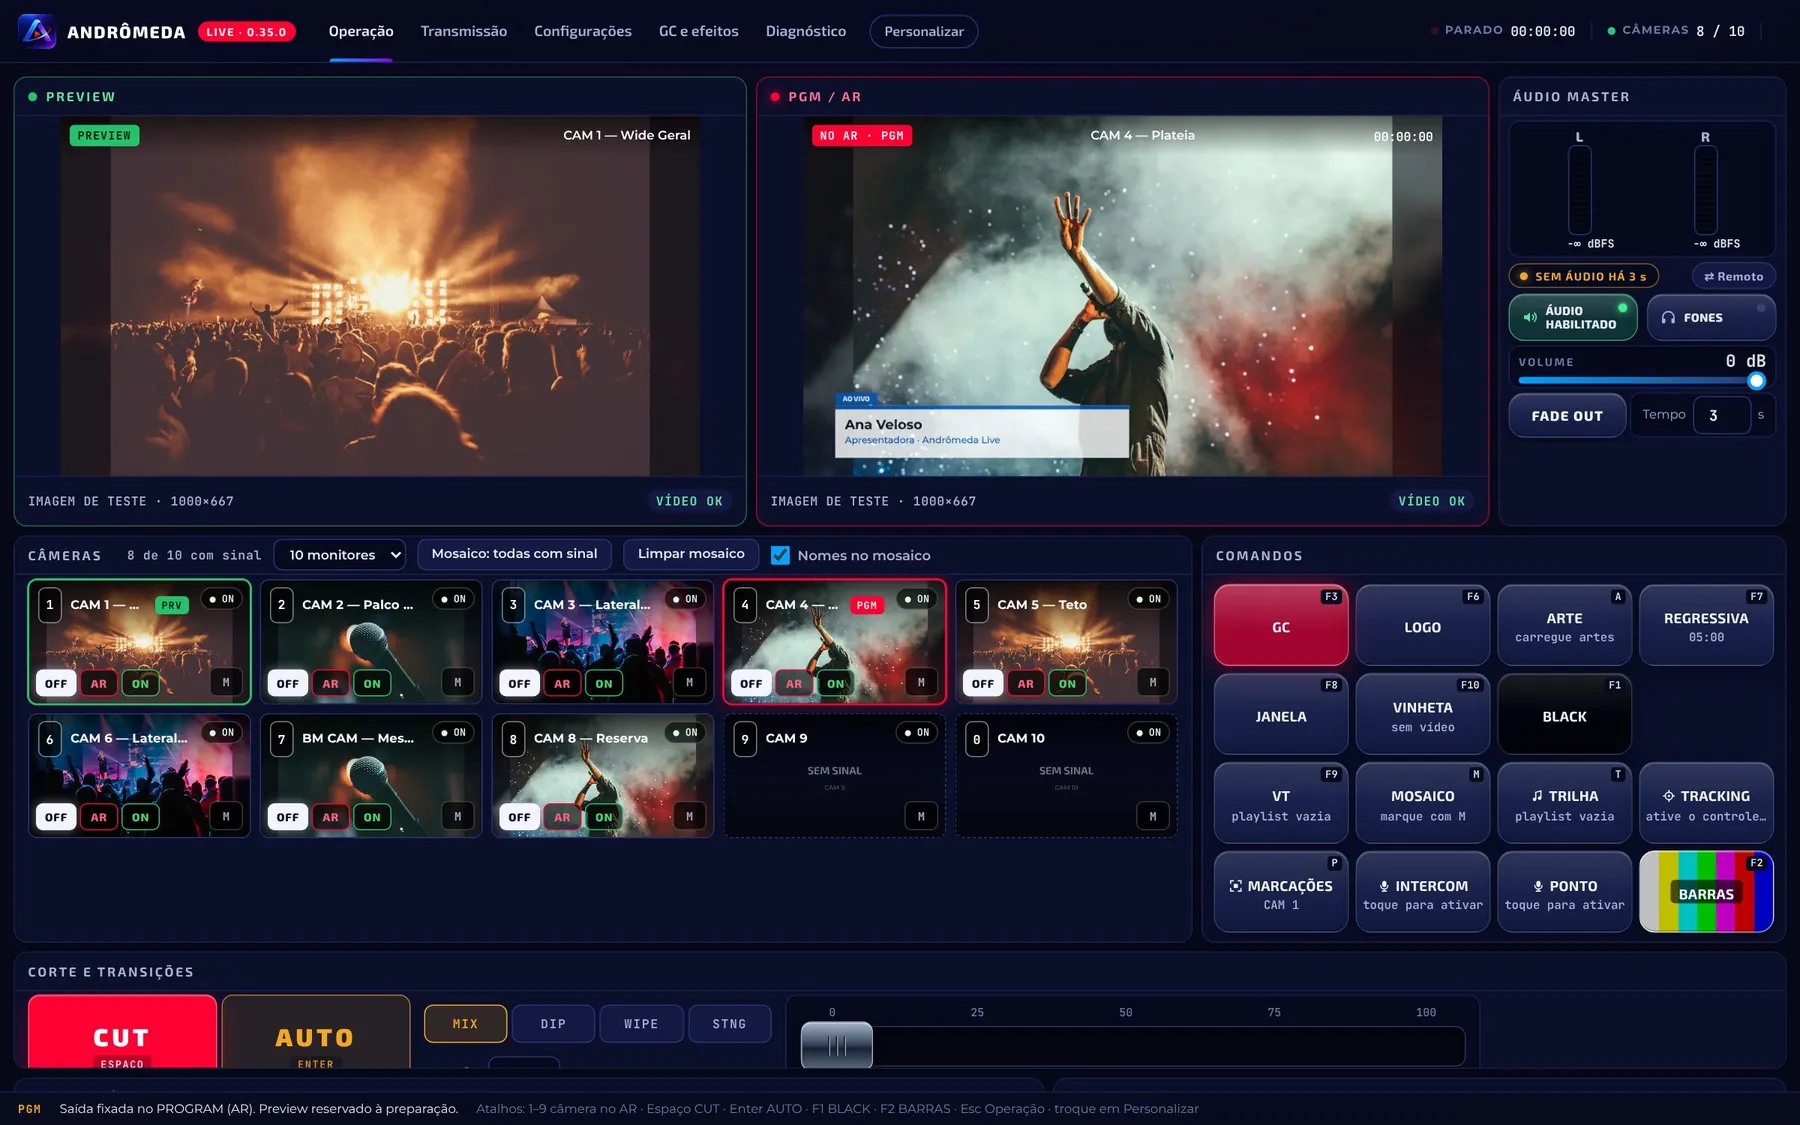 ANDRÔMEDA
LIVE · 0.35.0
Operação
Transmissão
Configurações
GC e efeitos
Diagnóstico
Personalizar
PARADO 00:00:00
CÂMERAS 8 / 10
PREVIEW
PREVIEW
CAM 1 — Wide Geral
IMAGEM DE TESTE · 1000×667
VÍDEO OK
PGM / AR
NO AR · PGM
CAM 4 — Plateia
00:00:00
AO VIVO
Ana Veloso
Apresentadora · Andrômeda Live
IMAGEM DE TESTE · 1000×667
VÍDEO OK
ÁUDIO MASTER
L
R
-∞ dBFS
-∞ dBFS
SEM ÁUDIO HÁ 3 s
⇄ Remoto
ÁUDIO
HABILITADO
FONES
VOLUME
0 dB
FADE OUT
Tempo 3 s
CÂMERAS
8 de 10 com sinal
10 monitores
Mosaico: todas com sinal
Limpar mosaico
Nomes no mosaico
1 CAM 1 — ... PRV ON
OFF AR ON M
2 CAM 2 — Palco ... ON
OFF AR ON M
3 CAM 3 — Lateral... ON
OFF AR ON M
4 CAM 4 — ... PGM ON
OFF AR ON M
5 CAM 5 — Teto ON
OFF AR ON M
6 CAM 6 — Lateral... ON
OFF AR ON M
7 BM CAM — Mes... ON
OFF AR ON M
8 CAM 8 — Reserva ON
OFF AR ON M
9 CAM 9 ON
SEM SINAL
CAM 9
M
0 CAM 10 ON
SEM SINAL
CAM 10
M
COMANDOS
F3
GC
F6
LOGO
A
ARTE
carregue artes
F7
REGRESSIVA
05:00
F8
JANELA
F10
VINHETA
sem vídeo
F1
BLACK
F9
VT
playlist vazia
M
MOSAICO
marque com M
T
TRILHA
playlist vazia
TRACKING
ative o controle…
P
MARCAÇÕES
CAM 1
INTERCOM
toque para ativar
PONTO
toque para ativar
F2
BARRAS
CORTE E TRANSIÇÕES
CUT
ESPAÇO
AUTO
ENTER
MIX
DIP
WIPE
STNG
0 25 50 75 100
PGM
Saída fixada no PROGRAM (AR). Preview reservado à preparação.
Atalhos: 1–9 câmera no AR · Espaço CUT · Enter AUTO · F1 BLACK · F2 BARRAS · Esc Operação · troque em Personalizar